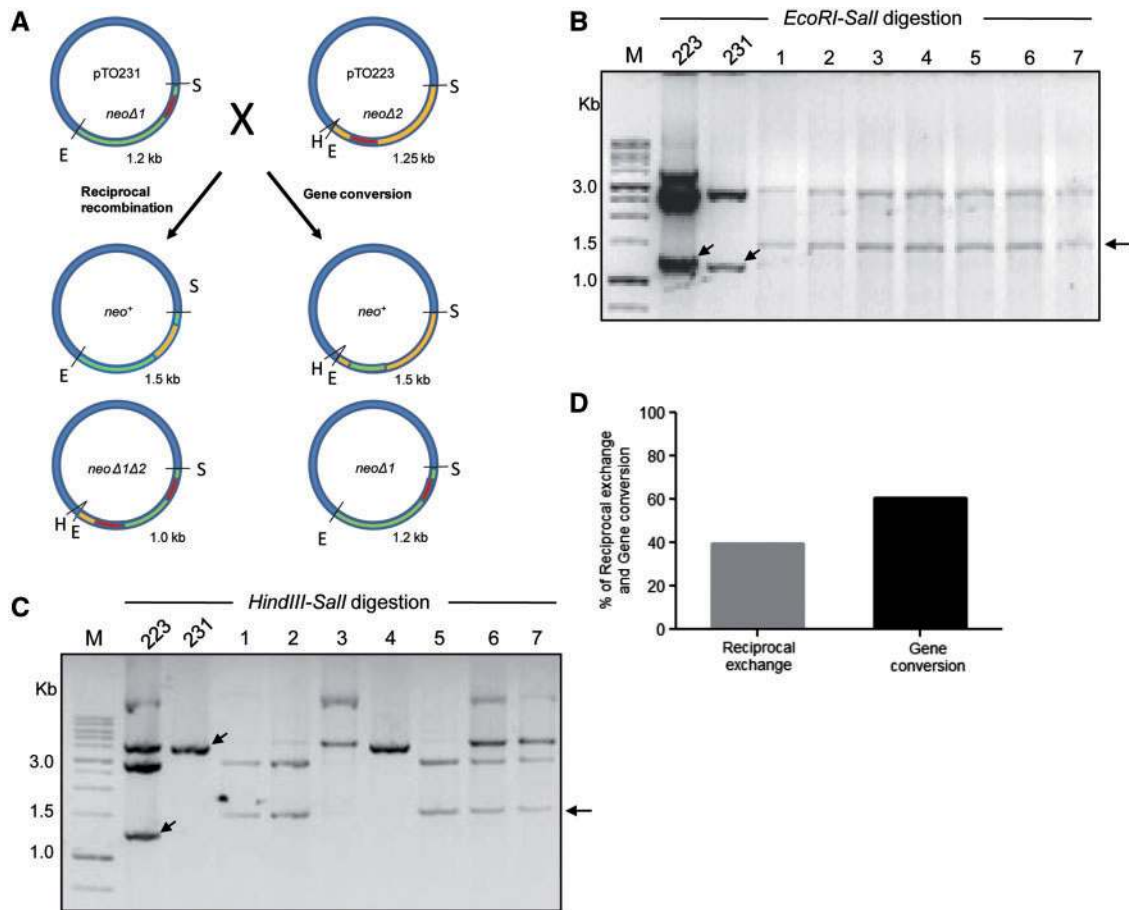 A
pTO231
neoΔ1
S
E
1.2 kb
X
pTO223
neoΔ2
S
H
E
1.25 kb
Reciprocal
recombination
Gene conversion
neo+
S
E
1.5 kb
neo+
S
H
E
1.5 kb
neo Δ1Δ2
S
H
E
1.0 kb
neoΔ1
S
E
1.2 kb
B
EcoRI-SalI digestion
M 223 231 1 2 3 4 5 6 7
Kb
3.0
1.5
1.0
C
HindIII-SalI digestion
M 223 231 1 2 3 4 5 6 7
Kb
3.0
1.5
1.0
D
% of Reciprocal exchange
and Gene conversion
100
80
60
40
20
0
Reciprocal
exchange
Gene
conversion